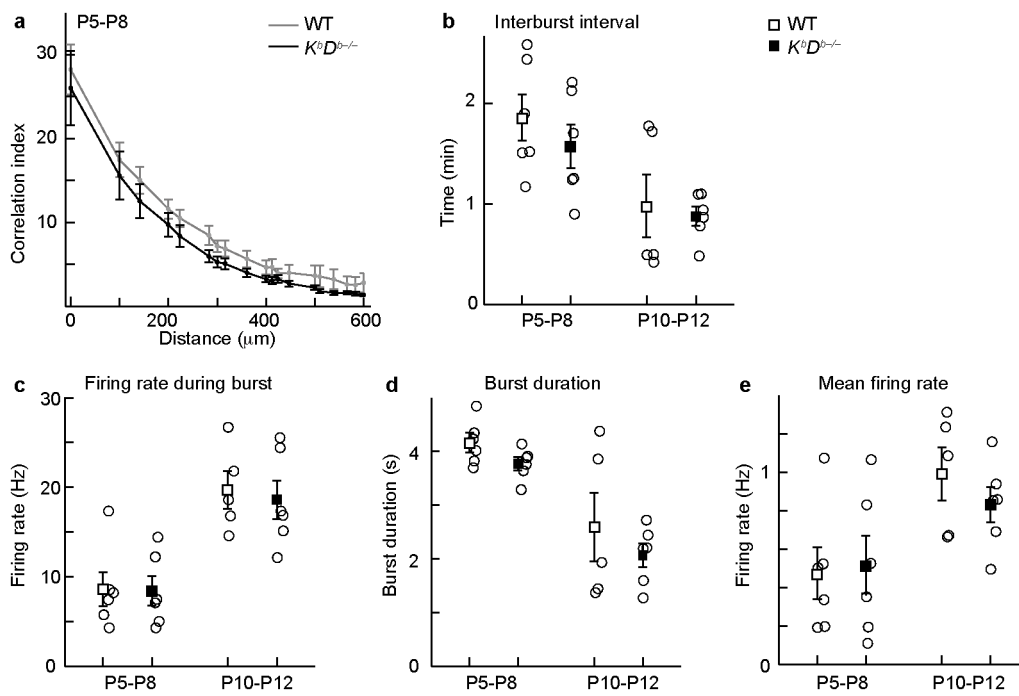 a P5-P8
WT
KᵇDᵇ⁻/⁻
30
20
10
Correlation index
0 200 400 600
Distance (μm)
b Interburst interval
WT
KᵇDᵇ⁻/⁻
2
1
0
Time (min)
P5-P8 P10-P12
c Firing rate during burst
30
20
10
0
Firing rate (Hz)
P5-P8 P10-P12
d Burst duration
4
2
0
Burst duration (s)
P5-P8 P10-P12
e Mean firing rate
1
0
Firing rate (Hz)
P5-P8 P10-P12